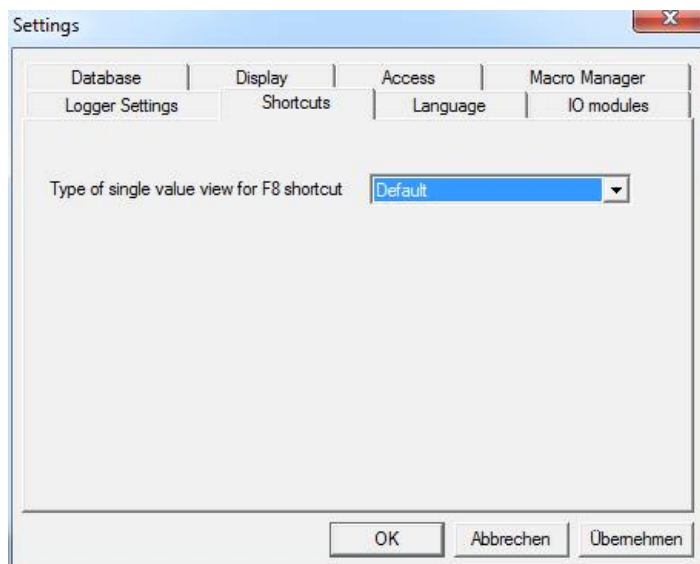 Settings
Database Display Access Macro Manager
Logger Settings Shortcuts Language IO modules
Type of single value view for F8 shortcut Default
OK Abbrechen Übernehmen